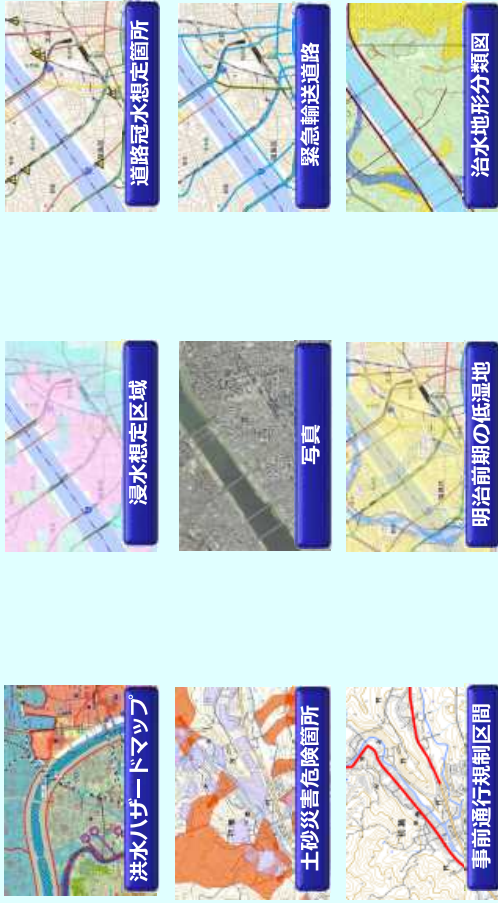 洪水ハザードマップ
浸水想定区域
道路冠水想定箇所
土砂災害危険箇所
写真
緊急輸送道路
事前通行規制区間
明治前期の低湿地
治水地形分類図